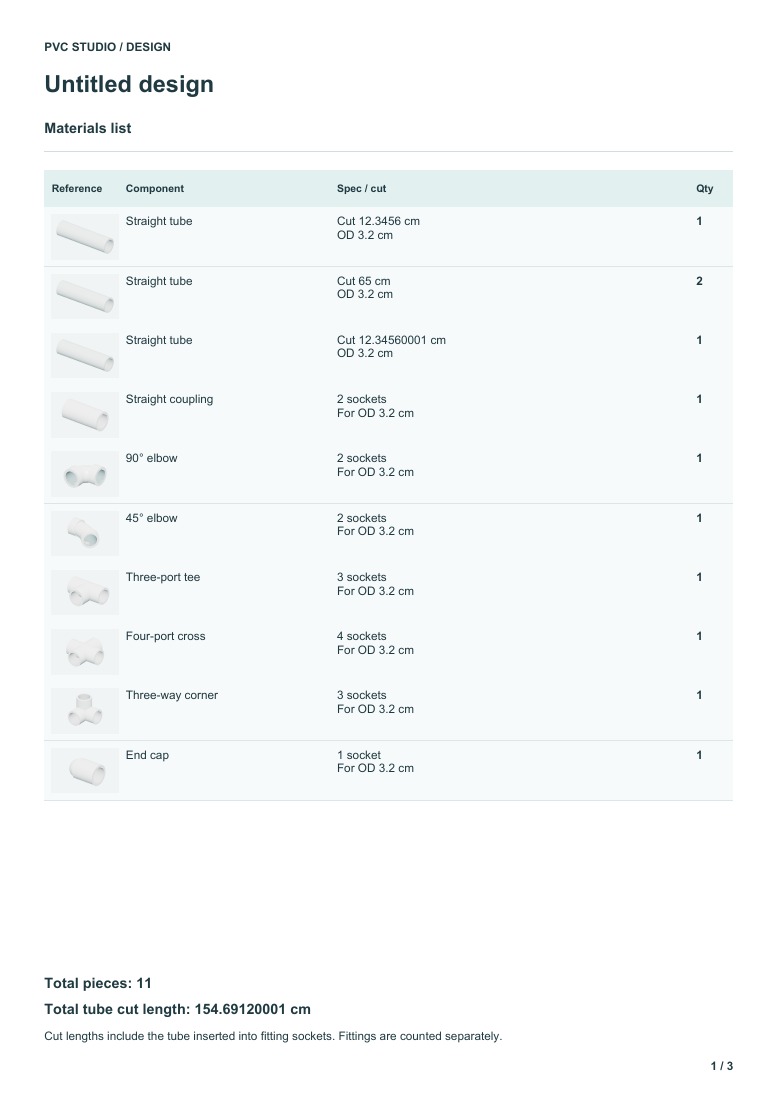 PVC STUDIO / DESIGN
Untitled design
Materials list
Reference Component Spec / cut Qty
Straight tube Cut 12.3456 cm 1
OD 3.2 cm
Straight tube Cut 65 cm 2
OD 3.2 cm
Straight tube Cut 12.34560001 cm 1
OD 3.2 cm
Straight coupling 2 sockets 1
For OD 3.2 cm
90° elbow 2 sockets 1
For OD 3.2 cm
45° elbow 2 sockets 1
For OD 3.2 cm
Three-port tee 3 sockets 1
For OD 3.2 cm
Four-port cross 4 sockets 1
For OD 3.2 cm
Three-way corner 3 sockets 1
For OD 3.2 cm
End cap 1 socket 1
For OD 3.2 cm
Total pieces: 11
Total tube cut length: 154.69120001 cm
Cut lengths include the tube inserted into fitting sockets. Fittings are counted separately.
1 / 3